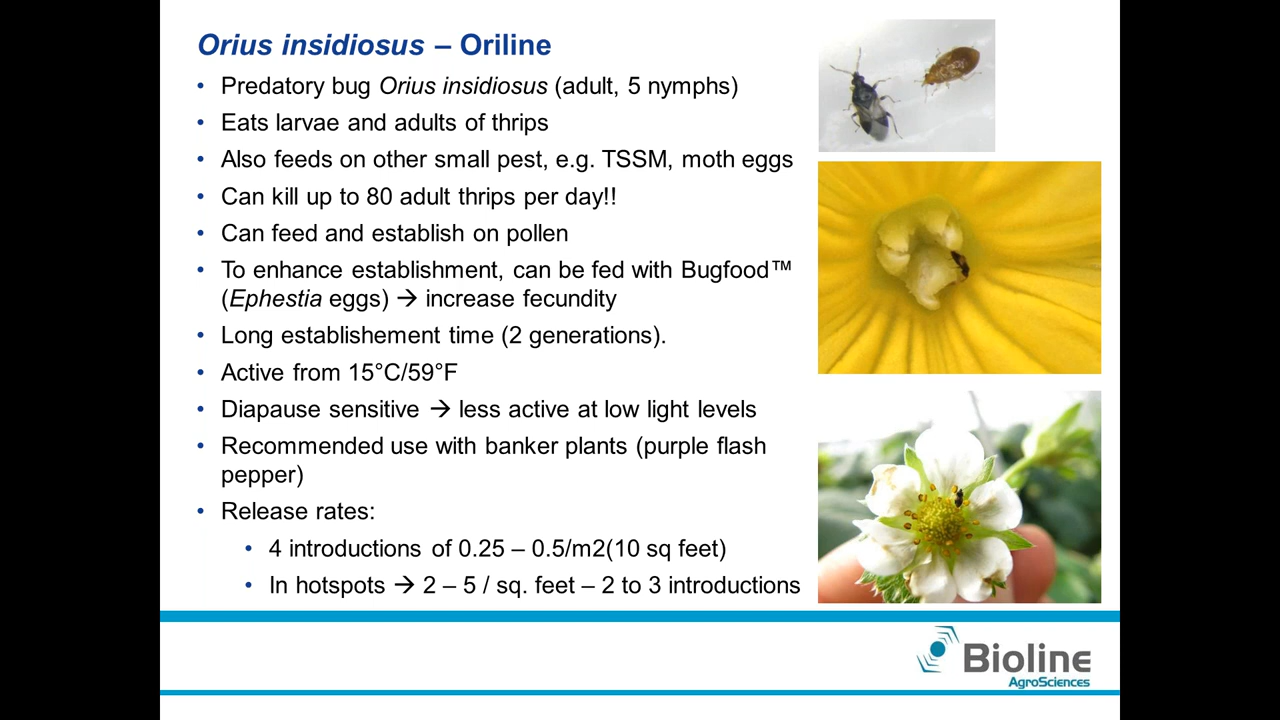 Orius insidiosus – Oriline
• Predatory bug Orius insidiosus (adult, 5 nymphs)
• Eats larvae and adults of thrips
• Also feeds on other small pest, e.g. TSSM, moth eggs
• Can kill up to 80 adult thrips per day!!
• Can feed and establish on pollen
• To enhance establishment, can be fed with Bugfood™
(Ephestia eggs) → increase fecundity
• Long establishement time (2 generations).
• Active from 15°C/59°F
• Diapause sensitive → less active at low light levels
• Recommended use with banker plants (purple flash
pepper)
• Release rates:
• 4 introductions of 0.25 – 0.5/m2(10 sq feet)
• In hotspots → 2 – 5 / sq. feet – 2 to 3 introductions
Bioline
AgroSciences